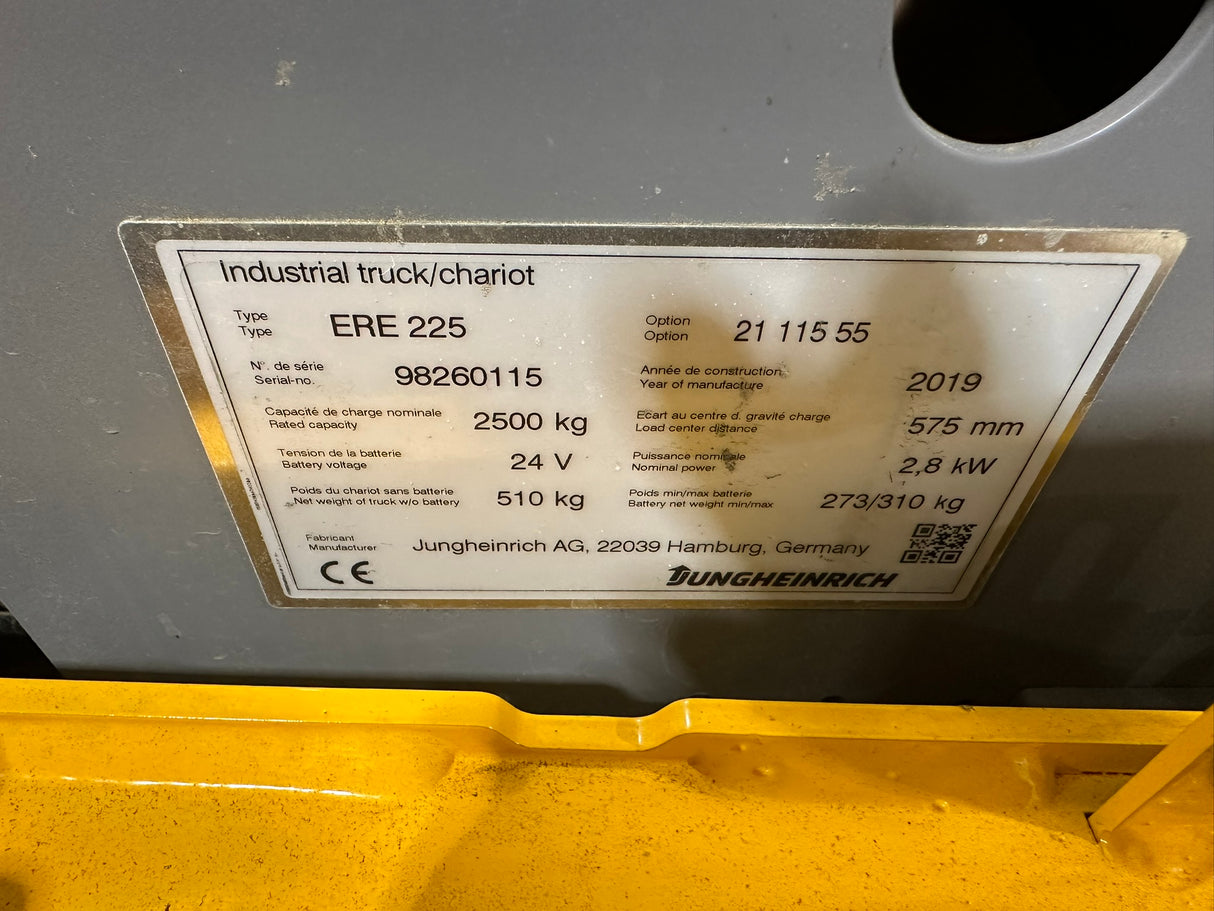 Industrial truck/chariot
Type
Type
ERE 225
Option
Option
21 115 55
N°. de série
Serial-no.
98260115
Année de construction
Year of manufacture
2019
Capacité de charge nominale
Rated capacity
2500 kg
Ecart au centre d. gravité charge
Load center distance
575 mm
Tension de la batterie
Battery voltage
24 V
Puissance nominale
Nominal power
2,8 kW
Poids du chariot sans batterie
Net weight of truck w/o battery
510 kg
Poids min/max batterie
Battery net weight min/max
273/310 kg
Fabricant
Manufacturer
Jungheinrich AG, 22039 Hamburg, Germany
CE
JUNGHEINRICH